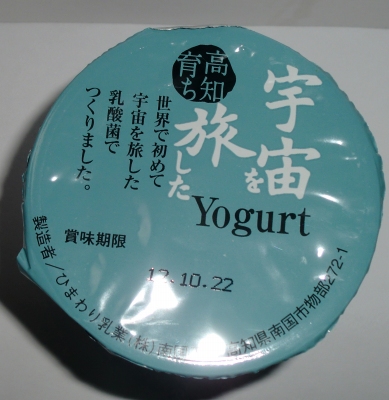 宇宙を
旅した
Yogurt
高知
育ち
世界で初めて
宇宙を旅した
乳酸菌で
つくりました。
賞味期限
12.10.22
製造者/ひまわり乳業(株)南国
高知県南国市物部272-1